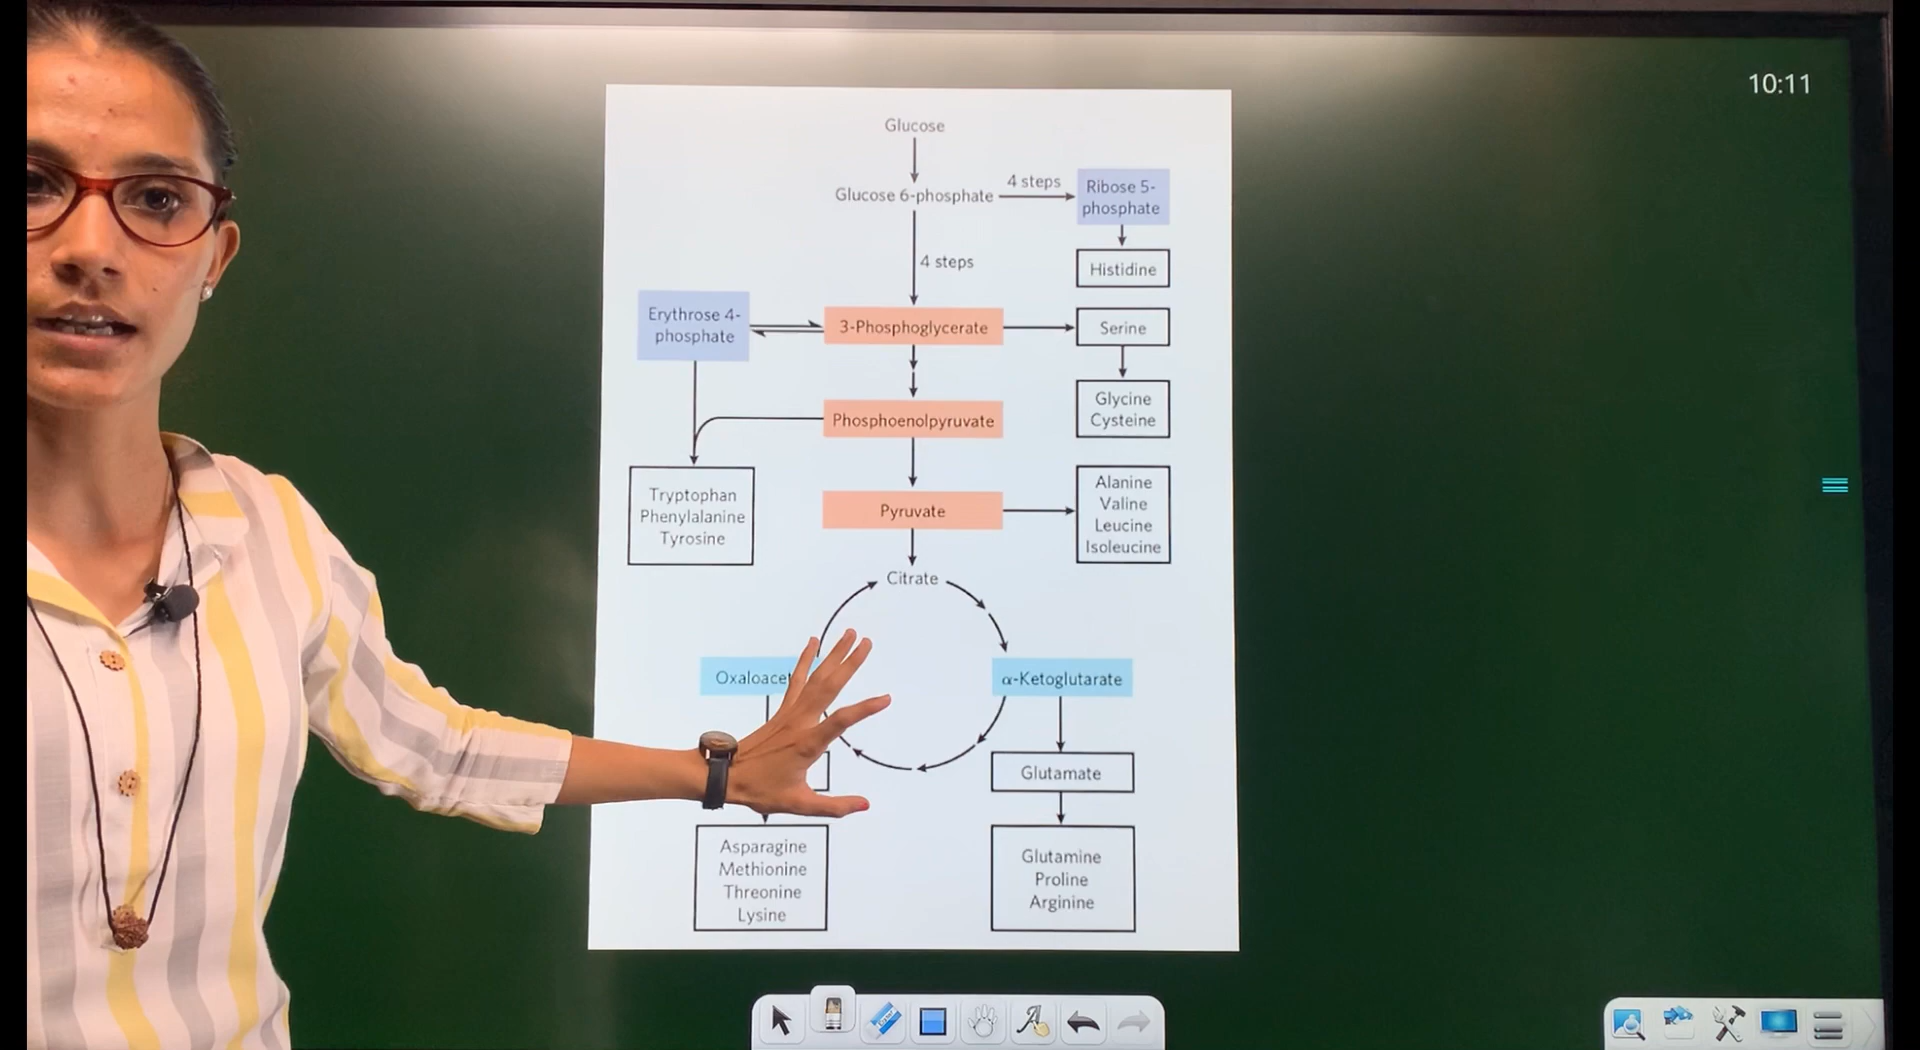 10:11
Glucose
Glucose 6-phosphate
4 steps
Ribose 5-
phosphate
Histidine
4 steps
Erythrose 4-
phosphate
3-Phosphoglycerate
Serine
Glycine
Cysteine
Phosphoenolpyruvate
Tryptophan
Phenylalanine
Tyrosine
Pyruvate
Alanine
Valine
Leucine
Isoleucine
Citrate
α-Ketoglutarate
Glutamate
Asparagine
Methionine
Threonine
Lysine
Glutamine
Proline
Arginine